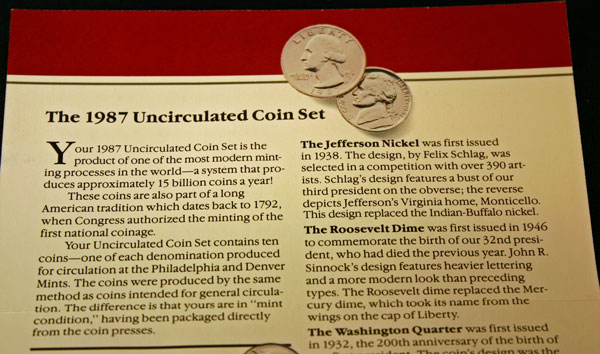 LIBERTY
The 1987 Uncirculated Coin Set
Your 1987 Uncirculated Coin Set is the
product of one of the most modern mint-
ing processes in the world—a system that pro-
duces approximately 15 billion coins a year!
These coins are also part of a long
American tradition which dates back to 1792,
when Congress authorized the minting of the
first national coinage.
Your Uncirculated Coin Set contains ten
coins—one of each denomination produced
for circulation at the Philadelphia and Denver
Mints. The coins were produced by the same
method as coins intended for general circula-
tion. The difference is that yours are in "mint
condition," having been packaged directly
from the coin presses.
The Jefferson Nickel was first issued
in 1938. The design, by Felix Schlag, was
selected in a competition with over 390 art-
ists. Schlag's design features a bust of our
third president on the obverse; the reverse
depicts Jefferson's Virginia home, Monticello.
This design replaced the Indian-Buffalo nickel.
The Roosevelt Dime was first issued in 1946
to commemorate the birth of our 32nd presi-
dent, who had died the previous year. John R.
Sinnock's design features heavier lettering
and a more modern look than preceding
types. The Roosevelt dime replaced the Mer-
cury dime, which took its name from the
wings on the cap of Liberty.
The Washington Quarter was first issued
in 1932, the 200th anniversary of the birth of
president. The coin's design was the